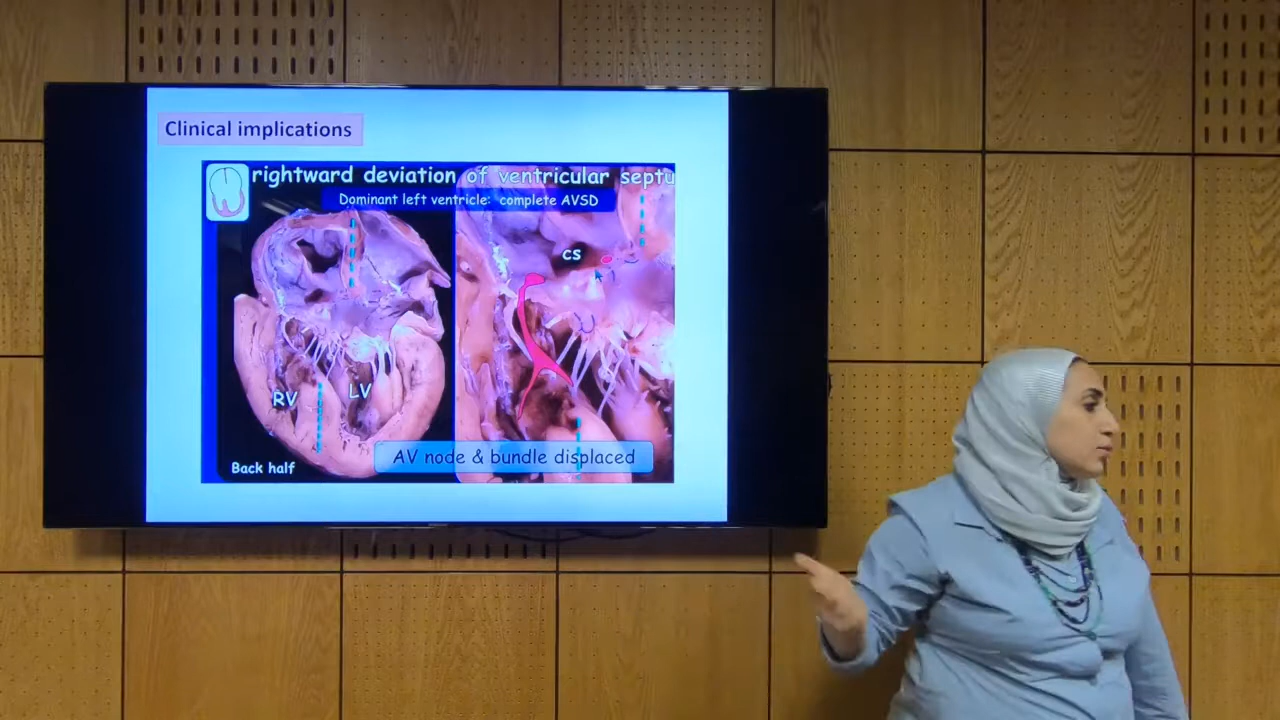 Clinical implications
rightward deviation of ventricular septu
Dominant left ventricle: complete AVSD
CS
RV
LV
Back half
AV node & bundle displaced